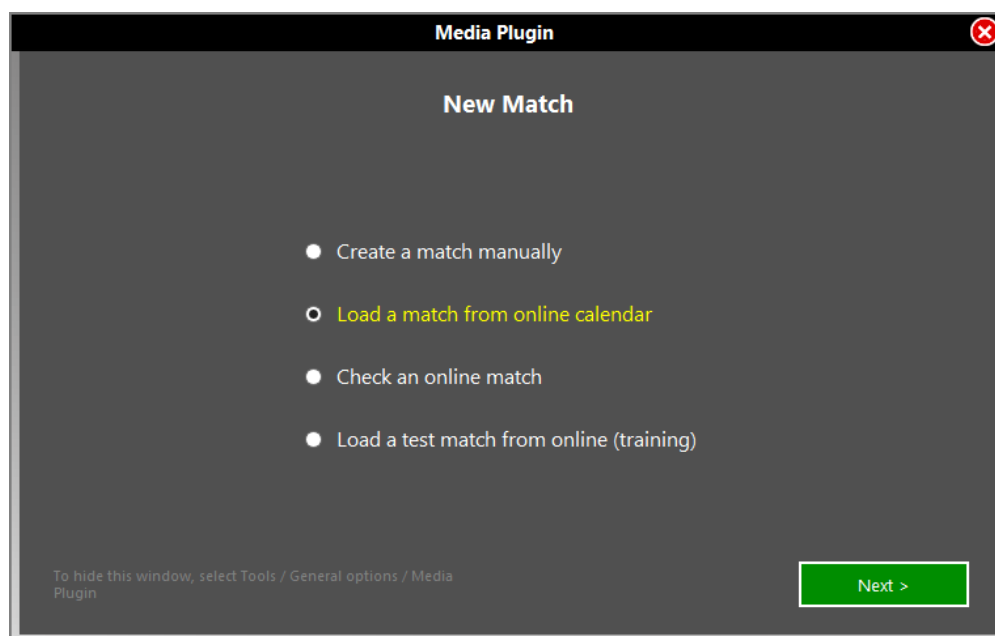 Media Plugin
New Match
Create a match manually
Load a match from online calendar
Check an online match
Load a test match from online (training)
To hide this window, select Tools / General options / Media
Plugin
Next >